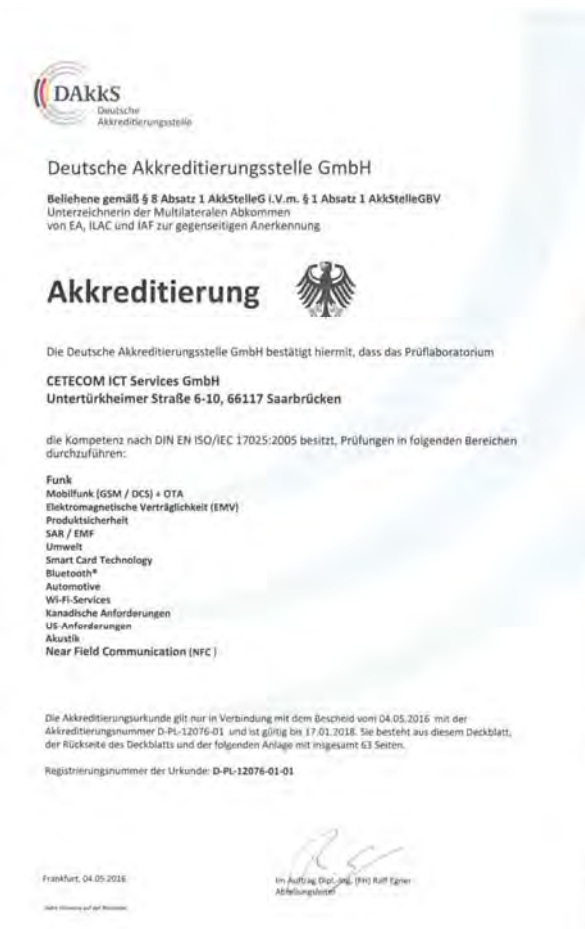 DAkkS
Deutsche
Akkreditierungsstelle
Deutsche Akkreditierungsstelle GmbH
Beliehene gemäß § 8 Absatz 1 AkkStelleG i.V.m. § 1 Absatz 1 AkkStelleGBV
Unterzeichnerin der Multilateralen Abkommen
von EA, ILAC und IAF zur gegenseitigen Anerkennung
Akkreditierung
Die Deutsche Akkreditierungsstelle GmbH bestätigt hiermit, dass das Prüflaboratorium
CETECOM ICT Services GmbH
Untertürkheimer Straße 6-10, 66117 Saarbrücken
die Kompetenz nach DIN EN ISO/IEC 17025:2005 besitzt, Prüfungen in folgenden Bereichen
durchzuführen:
Funk
Mobilfunk (GSM / DCS) + OTA
Elektromagnetische Verträglichkeit (EMV)
Produktsicherheit
SAR / EMF
Umwelt
Smart Card Technology
Bluetooth®
Automotive
Wi-Fi-Services
Kanadische Anforderungen
US-Anforderungen
Akustik
Near Field Communication (NFC )
Die Akkreditierungsurkunde gilt nur in Verbindung mit dem Bescheid vom 04.05.2016 mit der
Akkreditierungsnummer D-PL-12076-01 und ist gültig bis 17.01.2018. Sie besteht aus diesem Deckblatt,
der Rückseite des Deckblatts und der folgenden Anlage mit insgesamt 63 Seiten.
Registrierungsnummer der Urkunde: D-PL-12076-01-01
Frankfurt, 04.05.2016
Im Auftrag Dipl.-Ing. (FH) Ralf Egner
Abteilungsleiter
Siehe Hinweise auf der Rückseite